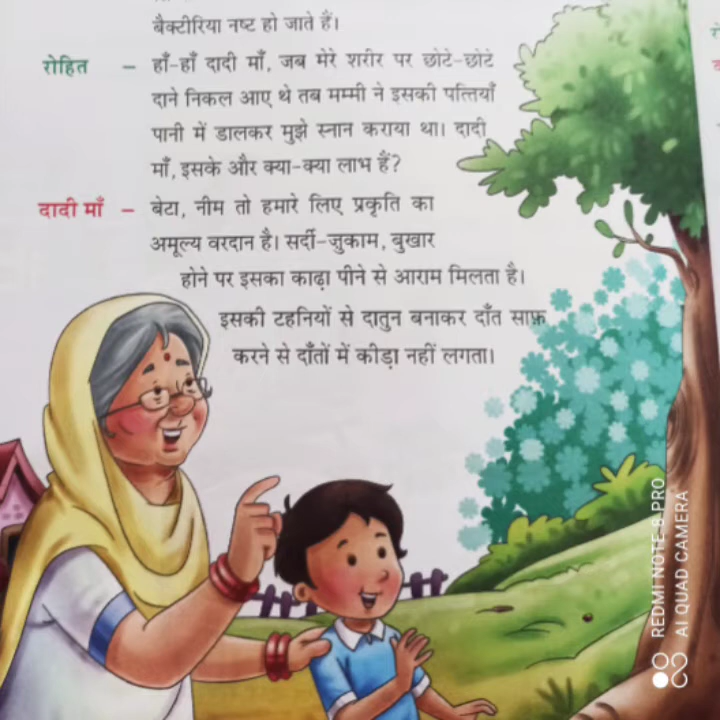 बैक्टीरिया नष्ट हो जाते हैं।
रोहित – हाँ-हाँ दादी माँ, जब मेरे शरीर पर छोटे-छोटे
दाने निकल आए थे तब मम्मी ने इसकी पत्तियाँ
पानी में डालकर मुझे स्नान कराया था। दादी
माँ, इसके और क्या-क्या लाभ हैं?
दादी माँ – बेटा, नीम तो हमारे लिए प्रकृति का
अमूल्य वरदान है। सर्दी-ज़ुकाम, बुखार
होने पर इसका काढ़ा पीने से आराम मिलता है।
इसकी टहनियों से दातुन बनाकर दाँत साफ़
करने से दाँतों में कीड़ा नहीं लगता।
REDMI NOTE 8 PRO
AI QUAD CAMERA